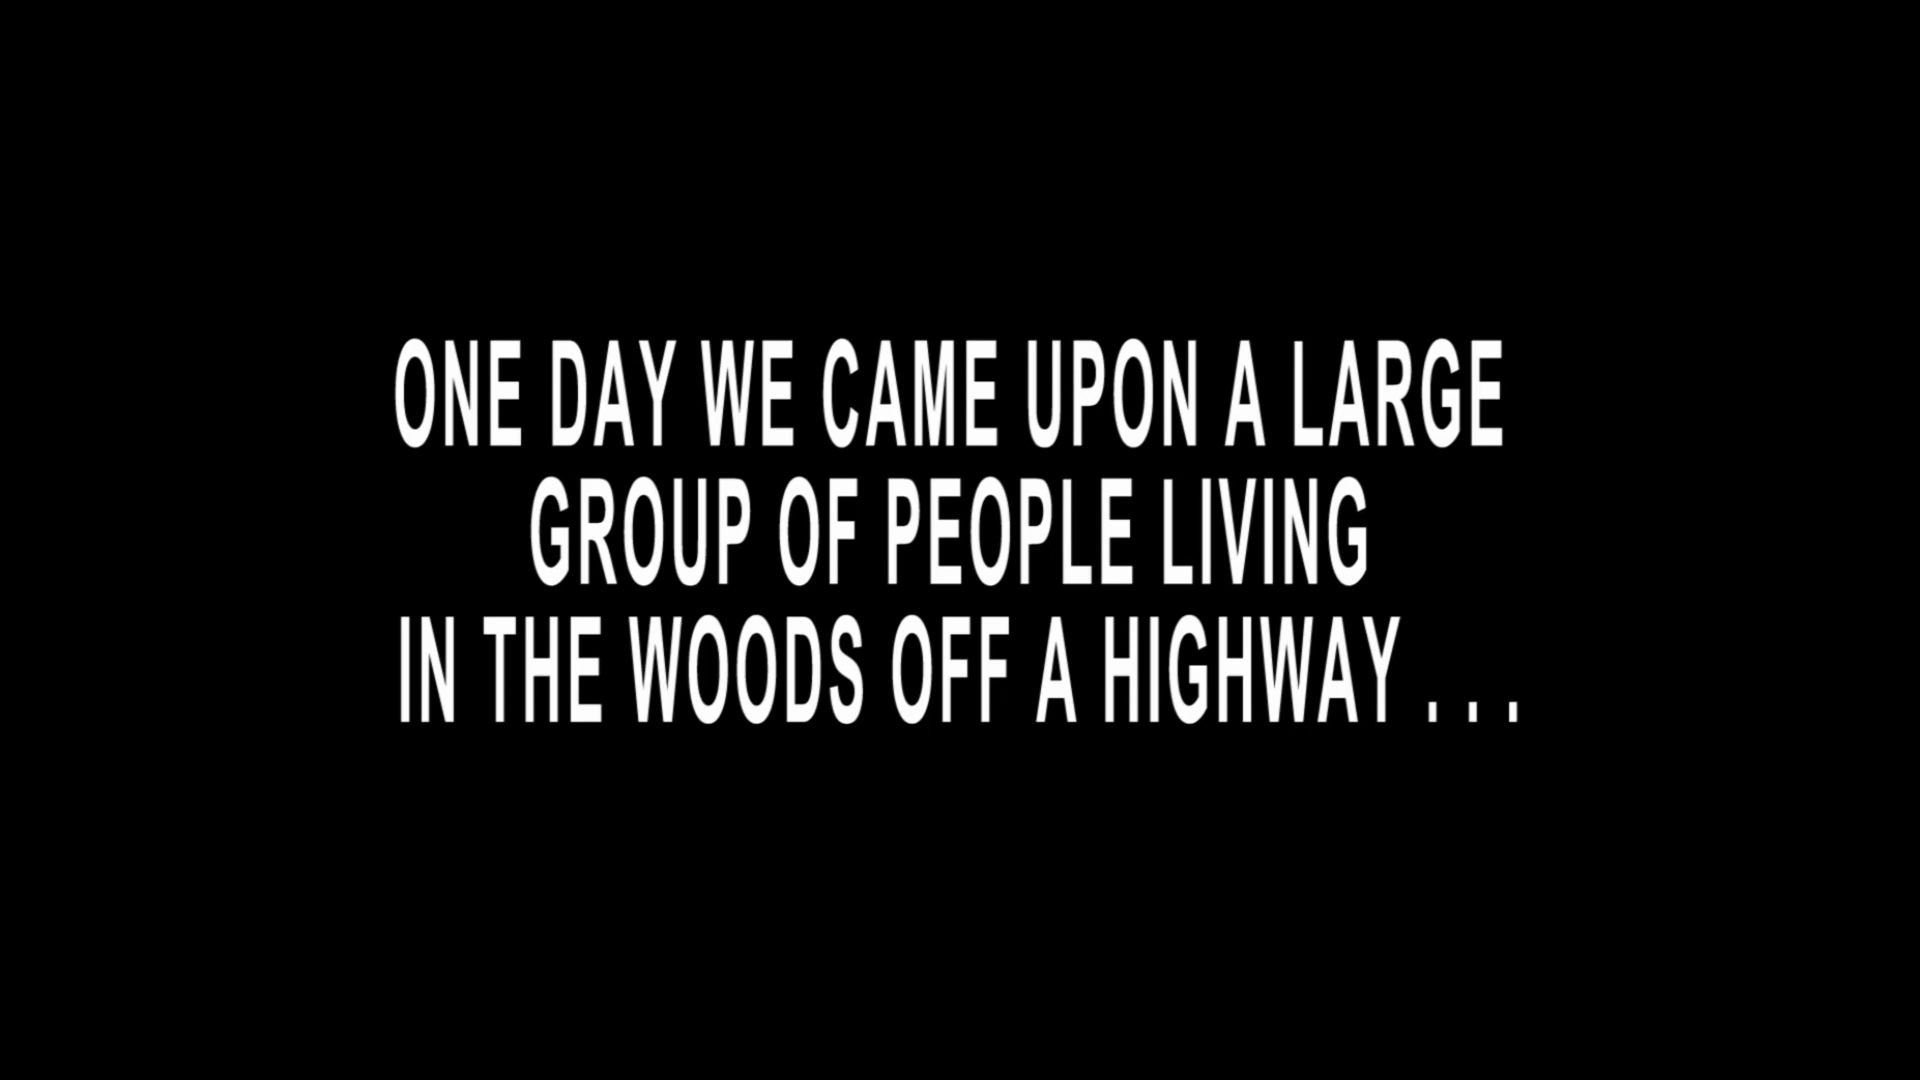 ONE DAY WE CAME UPON A LARGE
GROUP OF PEOPLE LIVING
IN THE WOODS OFF A HIGHWAY . . .